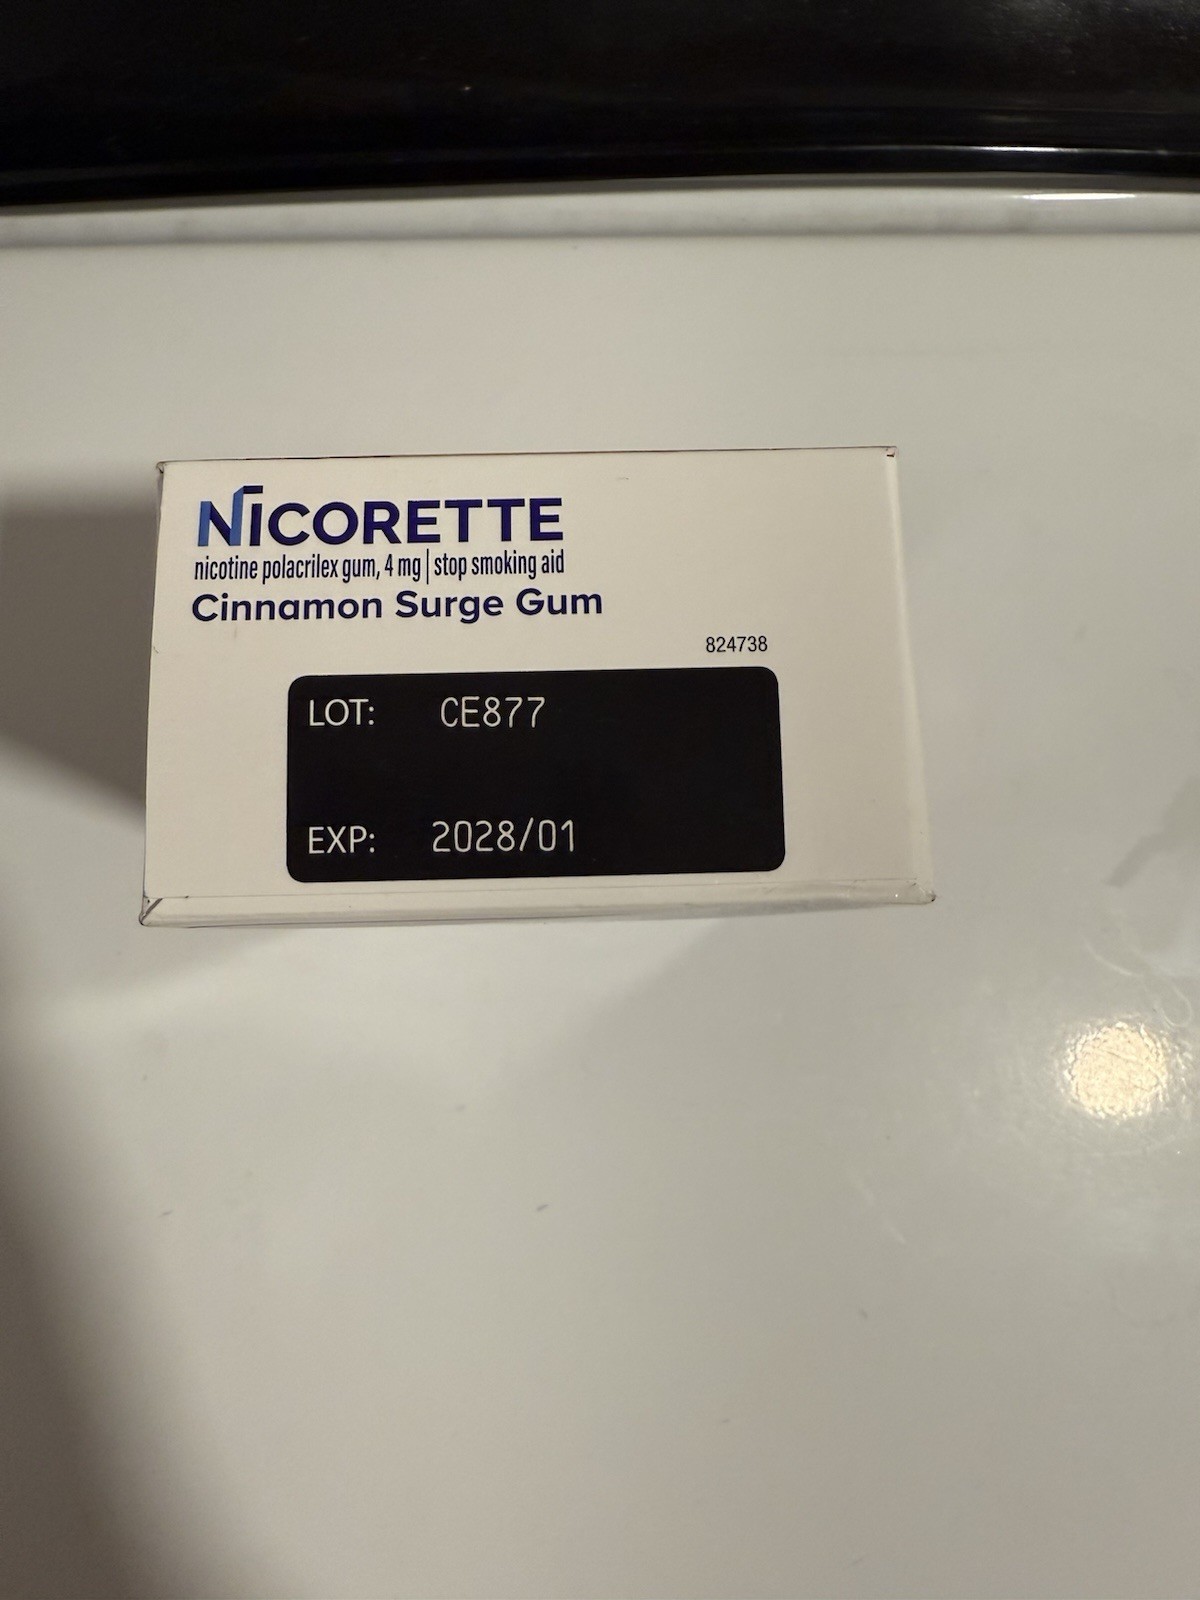 NICORETTE
nicotine polacrilex gum, 4 mg | stop smoking aid
Cinnamon Surge Gum
824738
LOT: CE877
EXP: 2028/01